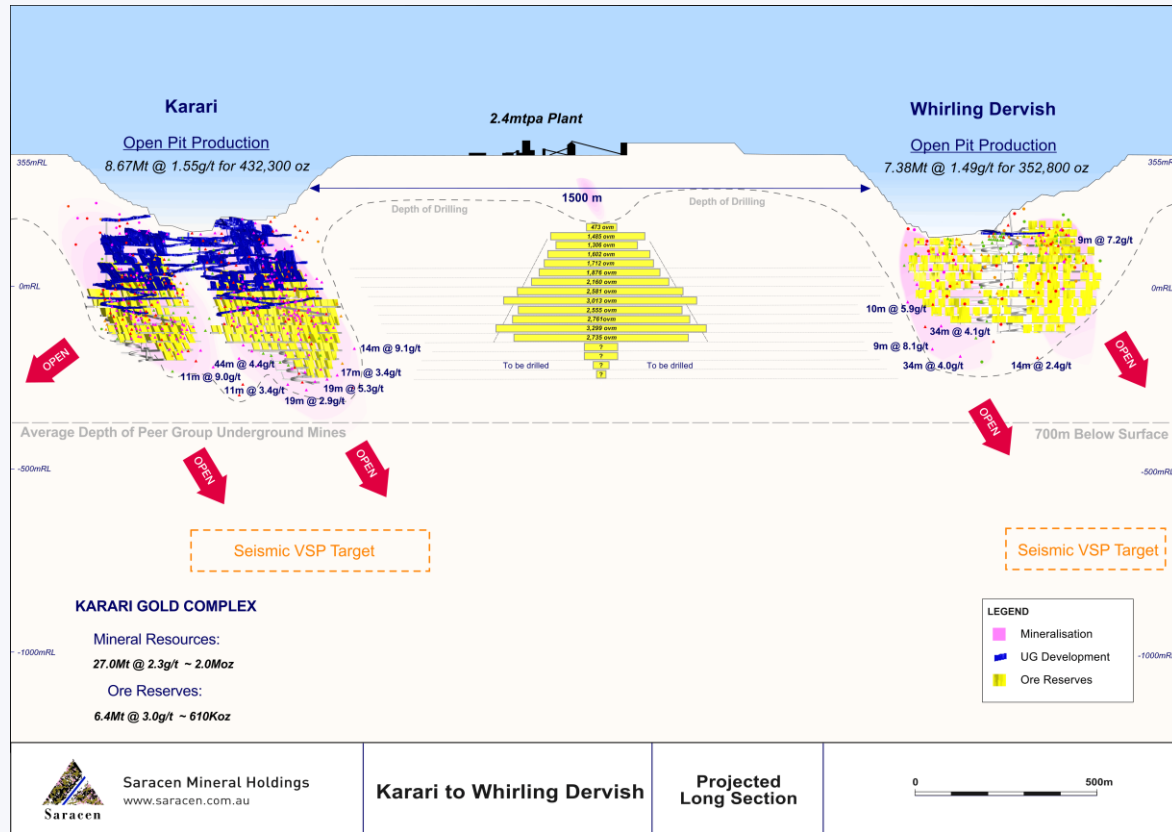 Karari
Open Pit Production
8.67Mt @ 1.55g/t for 432,300 oz
2.4mtpa Plant
Whirling Dervish
Open Pit Production
7.38Mt @ 1.49g/t for 352,800 oz
355mRL
355mRL
1500 m
Depth of Drilling
Depth of Drilling
473 ovm
1,485 ovm
1,306 ovm
1,602 ovm
1,712 ovm
1,876 ovm
2,160 ovm
2,581 ovm
3,013 ovm
2,555 ovm
2,761ovm
3,299 ovm
2,735 ovm
?
?
?
?
To be drilled
To be drilled
0mRL
0mRL
9m @ 7.2g/t
10m @ 5.9g/t
34m @ 4.1g/t
9m @ 8.1g/t
34m @ 4.0g/t
14m @ 2.4g/t
14m @ 9.1g/t
44m @ 4.4g/t
17m @ 3.4g/t
11m @ 9.0g/t
19m @ 5.3g/t
11m @ 3.4g/t
19m @ 2.9g/t
OPEN
OPEN
OPEN
OPEN
OPEN
Average Depth of Peer Group Underground Mines
700m Below Surface
-500mRL
-500mRL
Seismic VSP Target
Seismic VSP Target
KARARI GOLD COMPLEX
Mineral Resources:
27.0Mt @ 2.3g/t ~ 2.0Moz
Ore Reserves:
6.4Mt @ 3.0g/t ~ 610Koz
-1000mRL
-1000mRL
LEGEND
Mineralisation
UG Development
Ore Reserves
Saracen
Saracen Mineral Holdings
www.saracen.com.au
Karari to Whirling Dervish
Projected
Long Section
0
500m